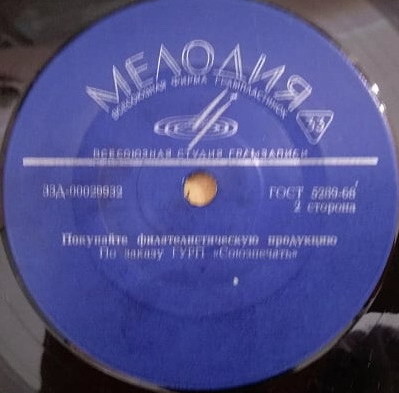 МЕЛОДИЯ
ВСЕСОЮЗНАЯ ФИРМА ГРАМПЛАСТИНОК
ВСЕСОЮЗНАЯ СТУДИЯ ГРАМЗАПИСИ
33Д-00029932
ГОСТ 5289-68
2 сторона
Покупайте филателистическую продукцию
По заказу ГУРП «Союзпечать»